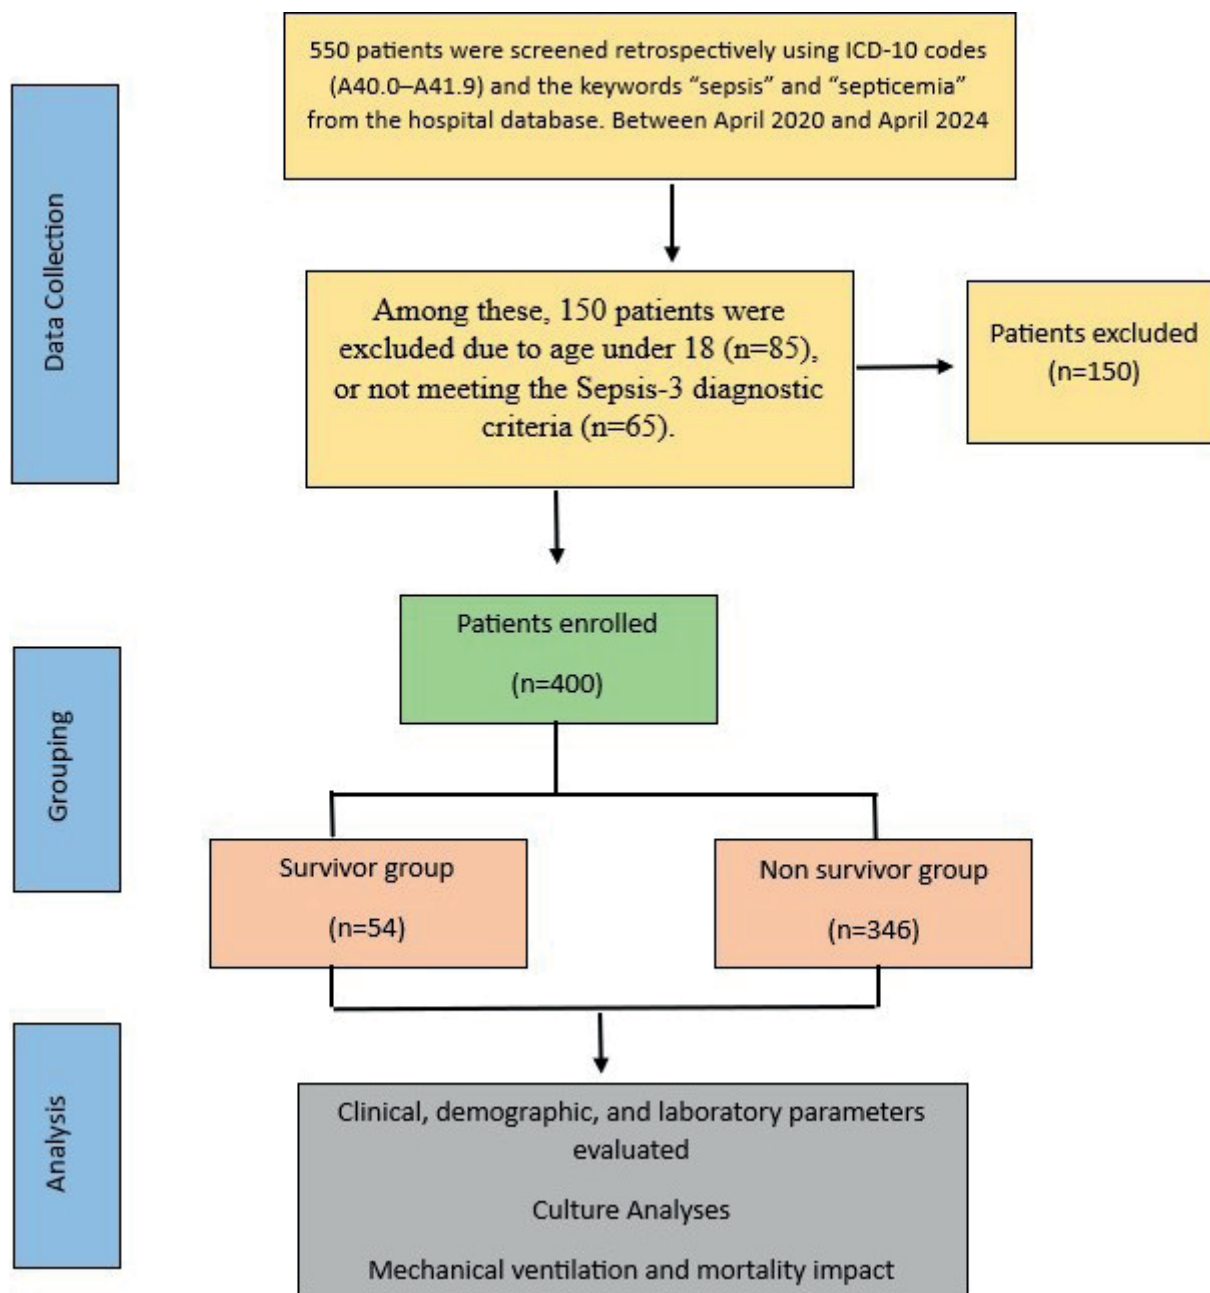 550 patients were screened retrospectively using ICD-10 codes
(A40.0–A41.9) and the keywords “sepsis” and “septicemia”
from the hospital database. Between April 2020 and April 2024
Data Collection
Among these, 150 patients were
excluded due to age under 18 (n=85),
or not meeting the Sepsis-3 diagnostic
criteria (n=65).
Patients excluded
(n=150)
Patients enrolled
(n=400)
Grouping
Survivor group
(n=54)
Non survivor group
(n=346)
Analysis
Clinical, demographic, and laboratory parameters
evaluated
Culture Analyses
Mechanical ventilation and mortality impact